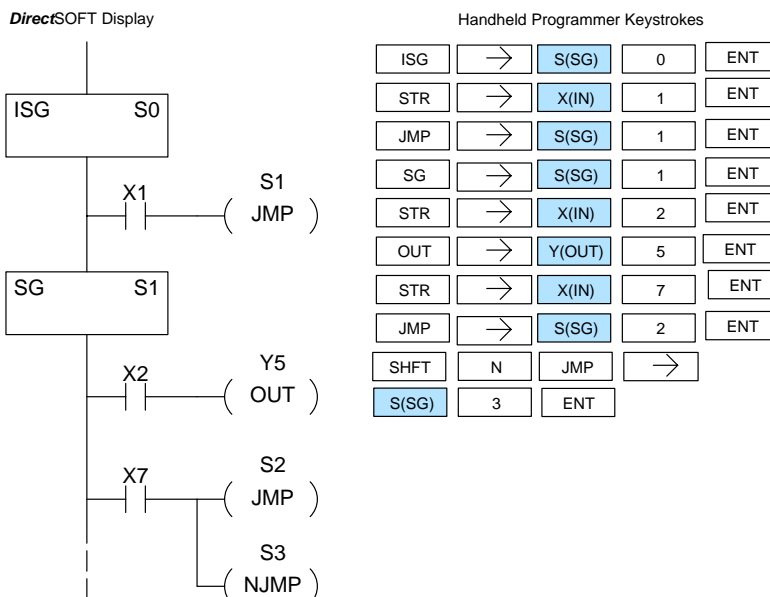 DirectSOFT Display
ISG S0
X1
S1
JMP
SG S1
X2
Y5
OUT
X7
S2
JMP
S3
NJMP
Handheld Programmer Keystrokes
ISG → S(SG) 0 ENT
STR → X(IN) 1 ENT
JMP → S(SG) 1 ENT
SG → S(SG) 1 ENT
STR → X(IN) 2 ENT
OUT → Y(OUT) 5 ENT
STR → X(IN) 7 ENT
JMP → S(SG) 2 ENT
SHFT N JMP →
S(SG) 3 ENT